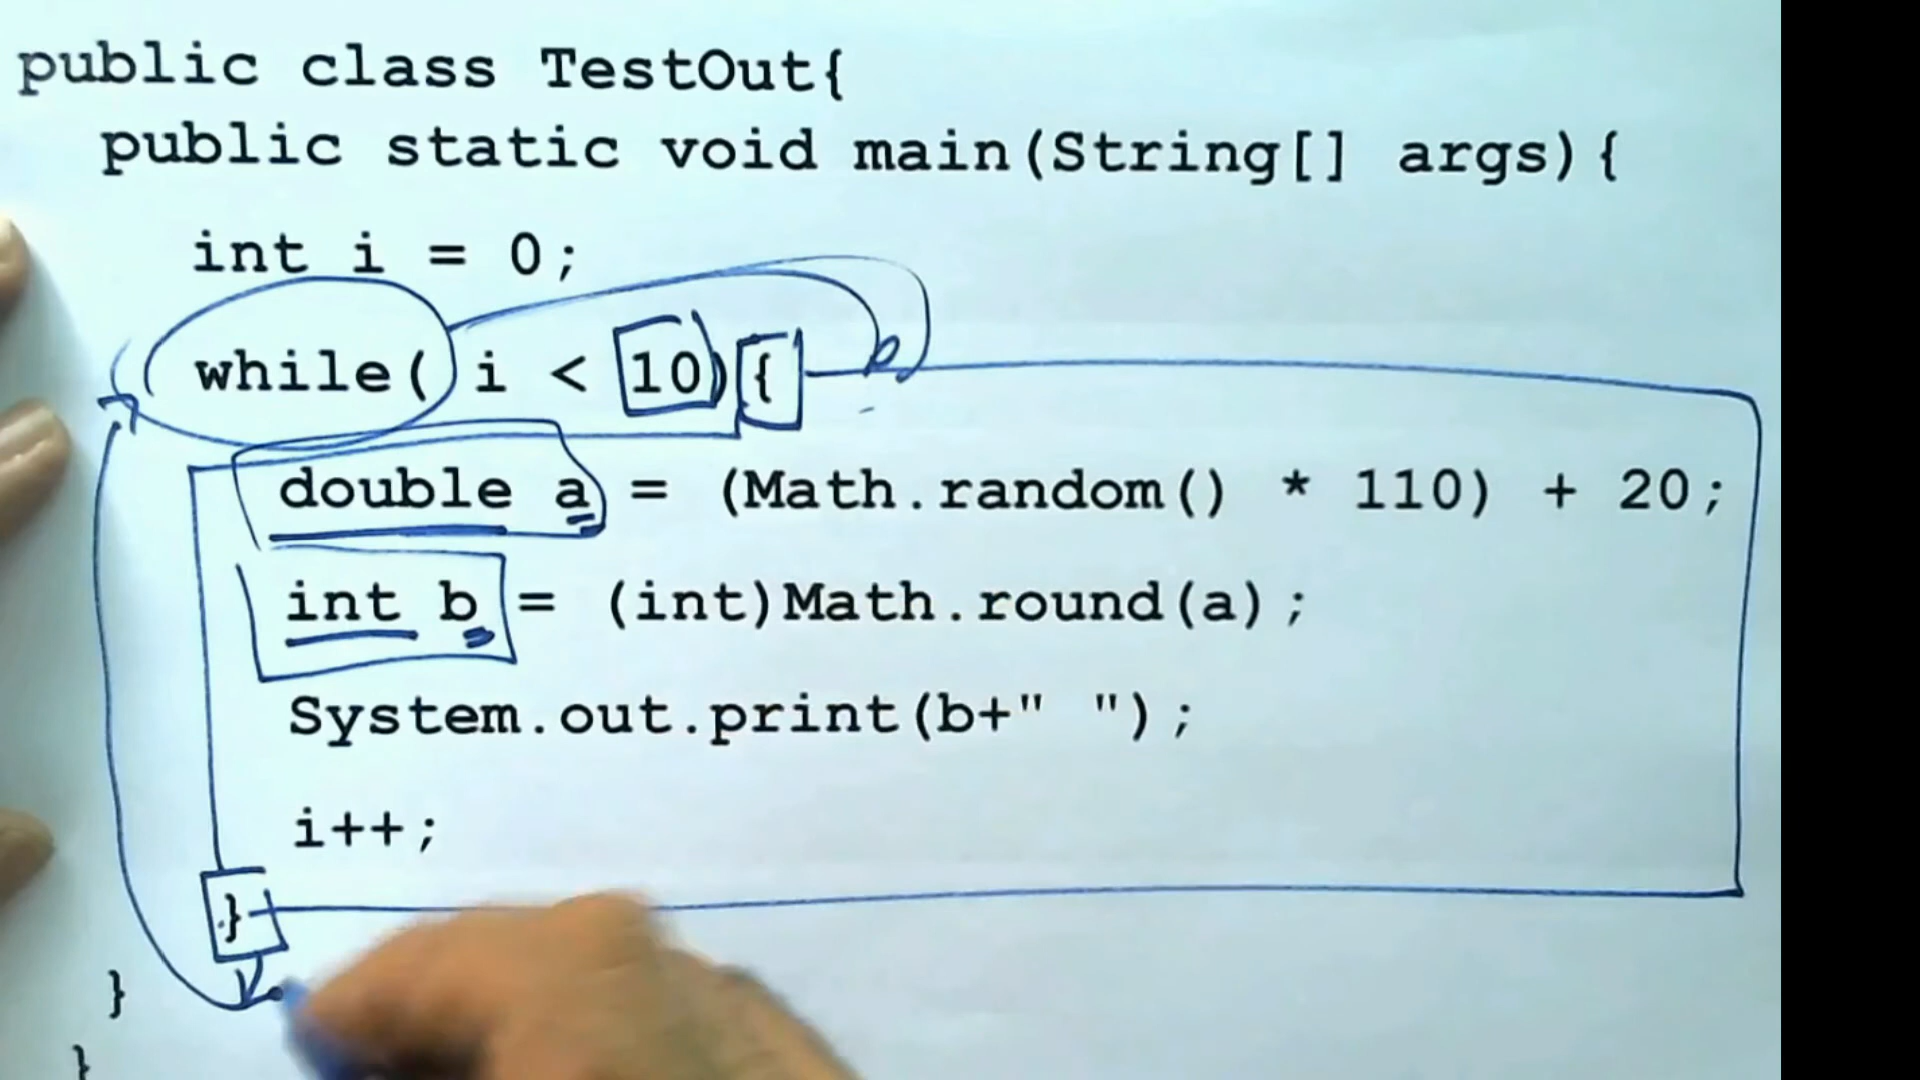 public class TestOut{
public static void main(String[] args){
int i = 0;
while( i < 10){
double a = (Math.random() * 110) + 20;
int b = (int)Math.round(a);
System.out.print(b+" ");
i++;
}
}
}